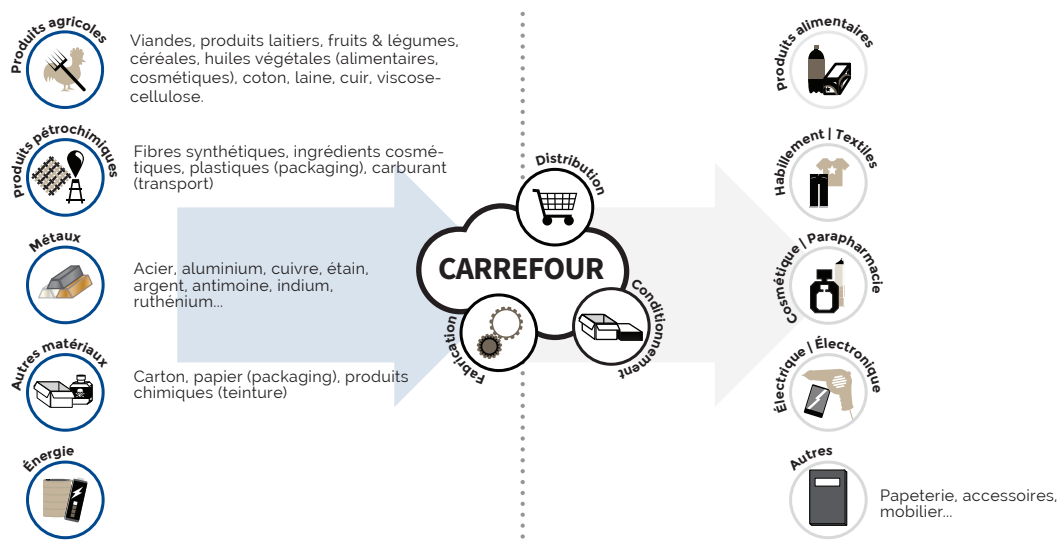 Produits agricoles
Viandes, produits laitiers, fruits & légumes,
céréales, huiles végétales (alimentaires,
cosmétiques), coton, laine, cuir, viscose-
cellulose.
Produits pétrochimiques
Fibres synthétiques, ingrédients cosmé-
tiques, plastiques (packaging), carburant
(transport)
Métaux
Acier, aluminium, cuivre, étain,
argent, antimoine, indium,
ruthénium...
Autres matériaux
Carton, papier (packaging), produits
chimiques (teinture)
Énergie
Distribution
CARREFOUR
Fabrication
Conditionnement
Produits alimentaires
Habillement | Textiles
Cosmétique | Parapharmacie
Électrique | Électronique
Autres
Papeterie, accessoires,
mobilier...